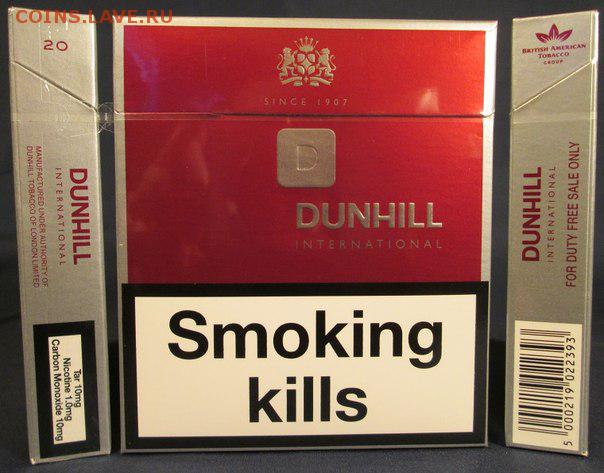 COINS.LAVE.RU
20
DUNHILL
INTERNATIONAL
MANUFACTURED UNDER AUTHORITY OF
DUNHILL TOBACCO OF LONDON LIMITED
Tar 10mg
Nicotine 1.0mg
Carbon Monoxide 10mg
SINCE 1907
D
DUNHILL
INTERNATIONAL
Smoking
kills
BRITISH AMERICAN
TOBACCO
GROUP
DUNHILL
INTERNATIONAL
FOR DUTY FREE SALE ONLY
5 000219 022393